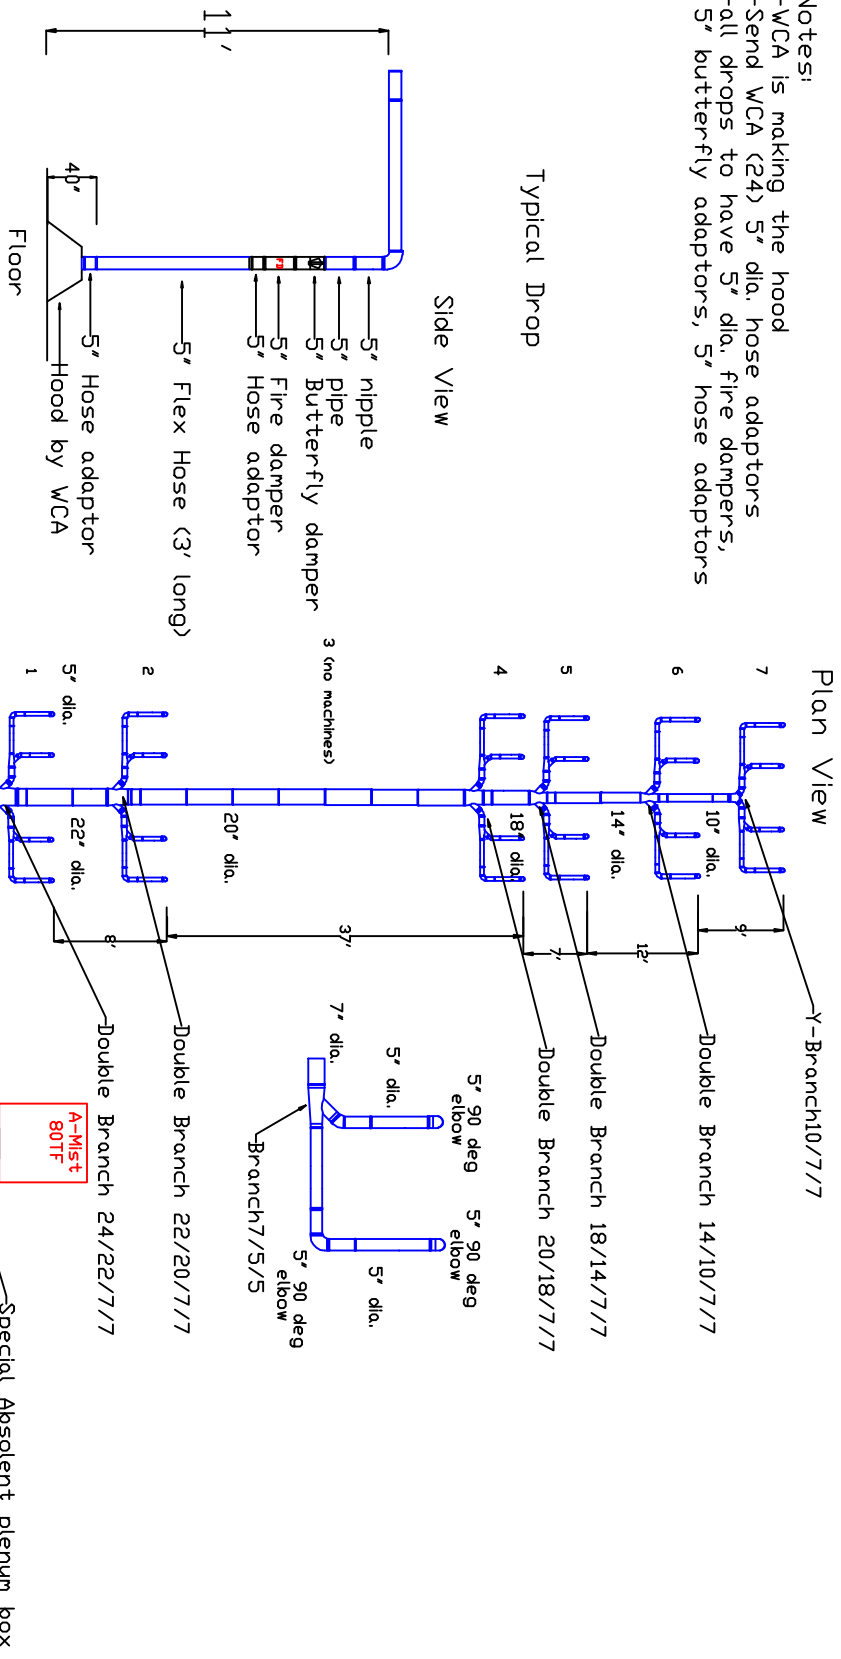 Notes:
-WCA is making the hood
-Send WCA (24) 5" dia. hose adaptors
-all drops to have 5" dia. fire dampers,
5" butterfly adaptors, 5" hose adaptors
Typical Drop
Side View
11'
40"
FD
5" nipple
5" pipe
5" Butterfly damper
5" Fire damper
5" Hose adaptor
5" Flex Hose (3' long)
5" Hose adaptor
Hood by WCA
Floor
Plan View
7
6
5
4
3 (no machines)
2
1
5" dia.
10" dia.
14" dia.
18" dia.
20" dia.
22" dia.
9'
12'
7'
37'
8'
Y-Branch10/7/7
Double Branch 14/10/7/7
Double Branch 18/14/7/7
Double Branch 20/18/7/7
Double Branch 22/20/7/7
Double Branch 24/22/7/7
5" 90 deg
elbow
5" 90 deg
elbow
5" dia.
7" dia.
5" dia.
5" 90 deg
elbow
Branch7/5/5
A-Mist
80TF
Special Absolent plenum box